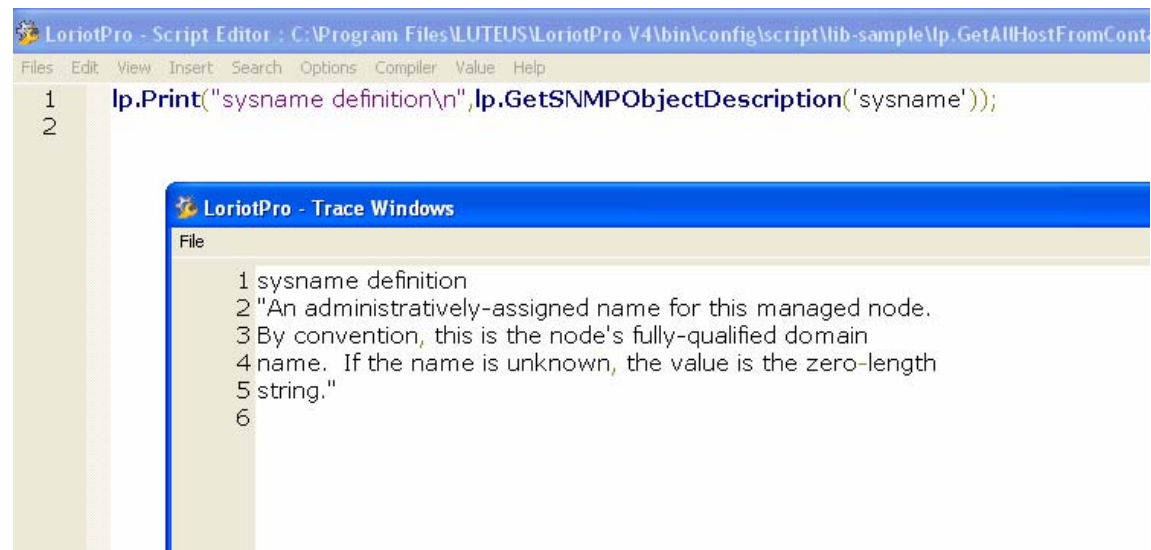 LoriotPro - Script Editor : C:\Program Files\LUTEUS\LoriotPro V4\bin\config\script\lib-sample\lp.GetAllHostFromConta
Files Edit View Insert Search Options Compiler Value Help
1 lp.Print("sysname definition\n",lp.GetSNMPObjectDescription('sysname'));
2
LoriotPro - Trace Windows
File
1 sysname definition
2 "An administratively-assigned name for this managed node.
3 By convention, this is the node's fully-qualified domain
4 name.  If the name is unknown, the value is the zero-length
5 string."
6